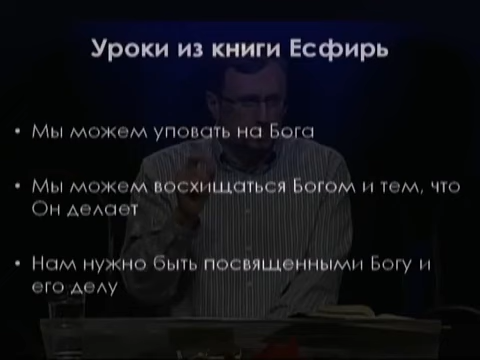 Уроки из книги Есфирь
• Мы можем уповать на Бога
• Мы можем восхищаться Богом и тем, что
Он делает
• Нам нужно быть посвященными Богу и
его делу